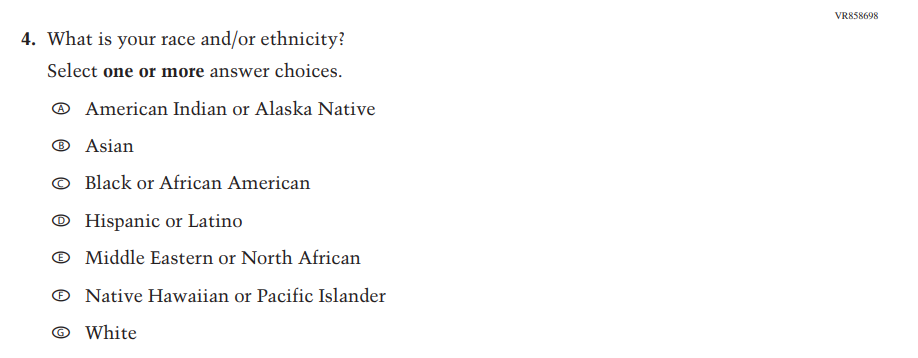 VR858698
4. What is your race and/or ethnicity?
Select one or more answer choices.
Ⓐ American Indian or Alaska Native
Ⓑ Asian
Ⓒ Black or African American
Ⓓ Hispanic or Latino
Ⓔ Middle Eastern or North African
Ⓕ Native Hawaiian or Pacific Islander
Ⓖ White